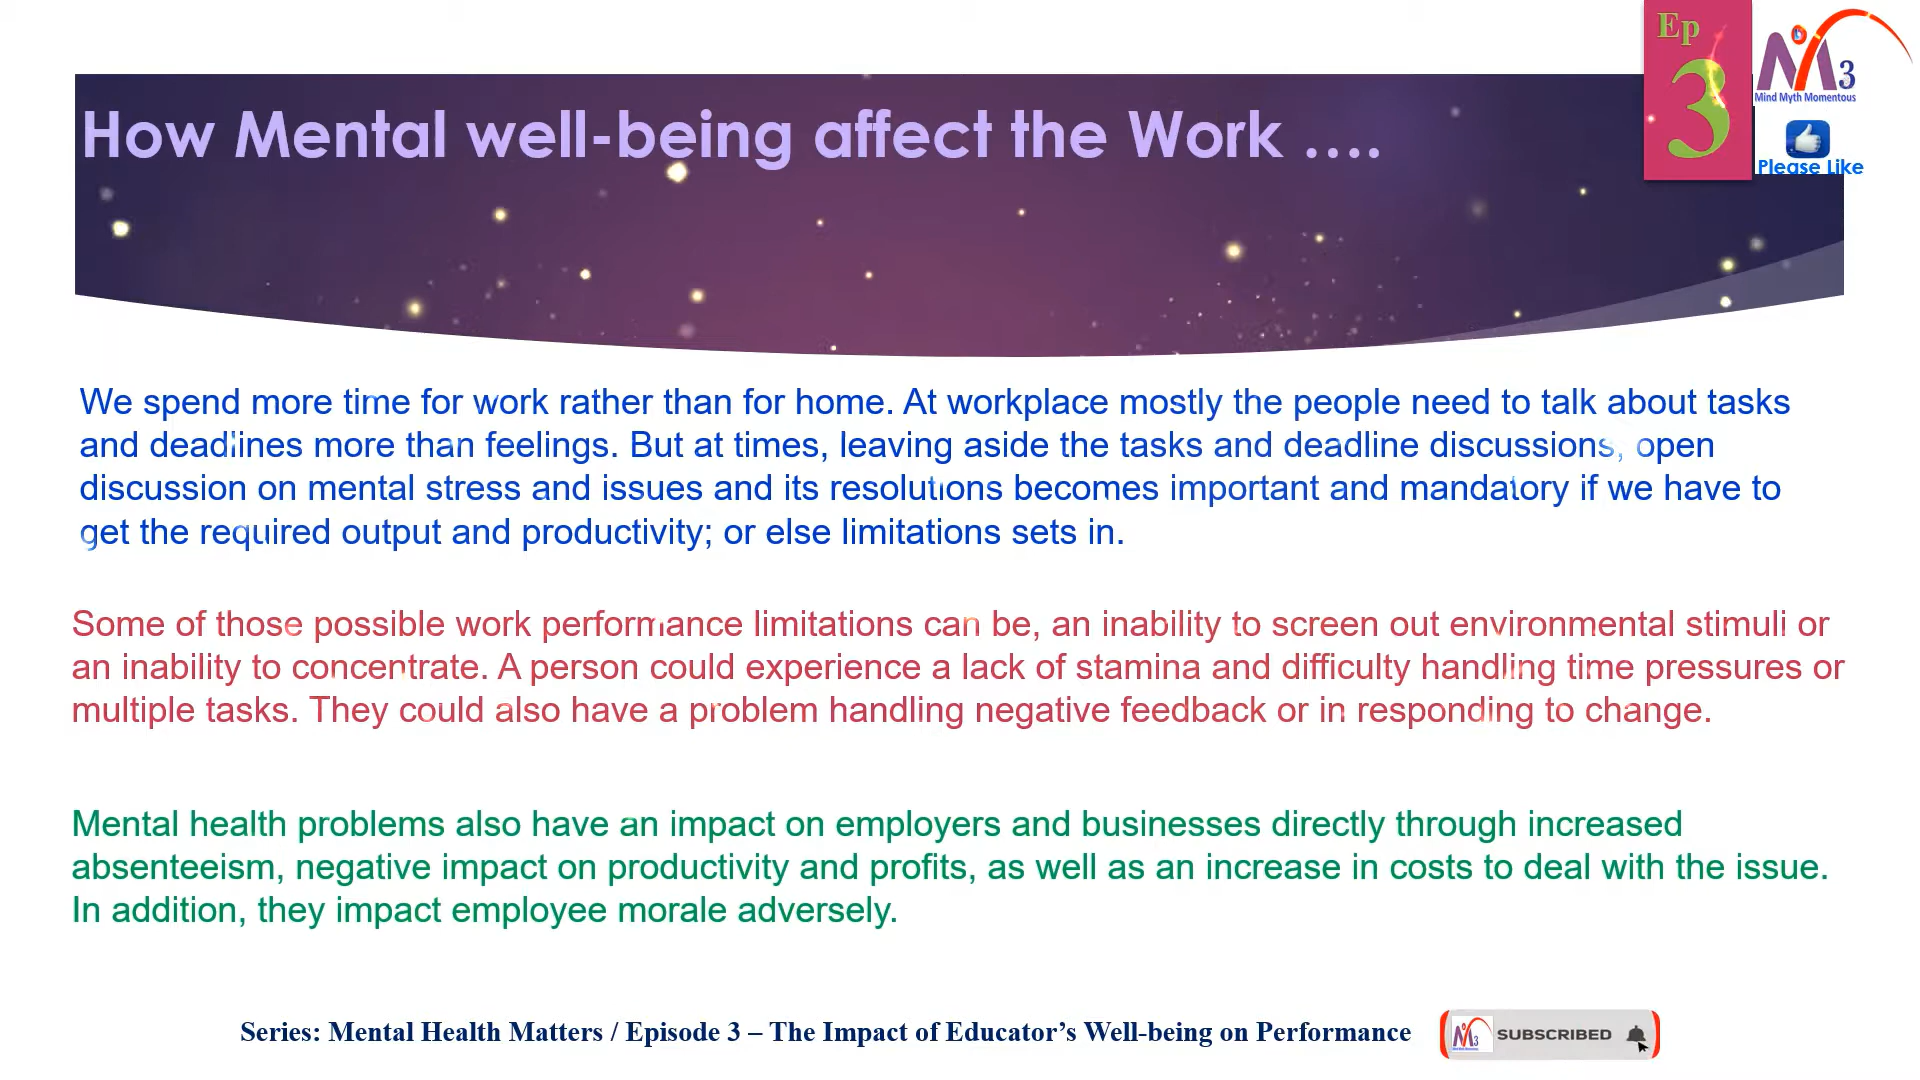 Ep
3
M3
Mind Myth Momentous
Please Like
How Mental well-being affect the Work ....
We spend more time for work rather than for home. At workplace mostly the people need to talk about tasks
and deadlines more than feelings. But at times, leaving aside the tasks and deadline discussions, open
discussion on mental stress and issues and its resolutions becomes important and mandatory if we have to
get the required output and productivity; or else limitations sets in.
Some of those possible work performance limitations can be, an inability to screen out environmental stimuli or
an inability to concentrate. A person could experience a lack of stamina and difficulty handling time pressures or
multiple tasks. They could also have a problem handling negative feedback or in responding to change.
Mental health problems also have an impact on employers and businesses directly through increased
absenteeism, negative impact on productivity and profits, as well as an increase in costs to deal with the issue.
In addition, they impact employee morale adversely.
Series: Mental Health Matters / Episode 3 – The Impact of Educator’s Well-being on Performance
M3
SUBSCRIBED